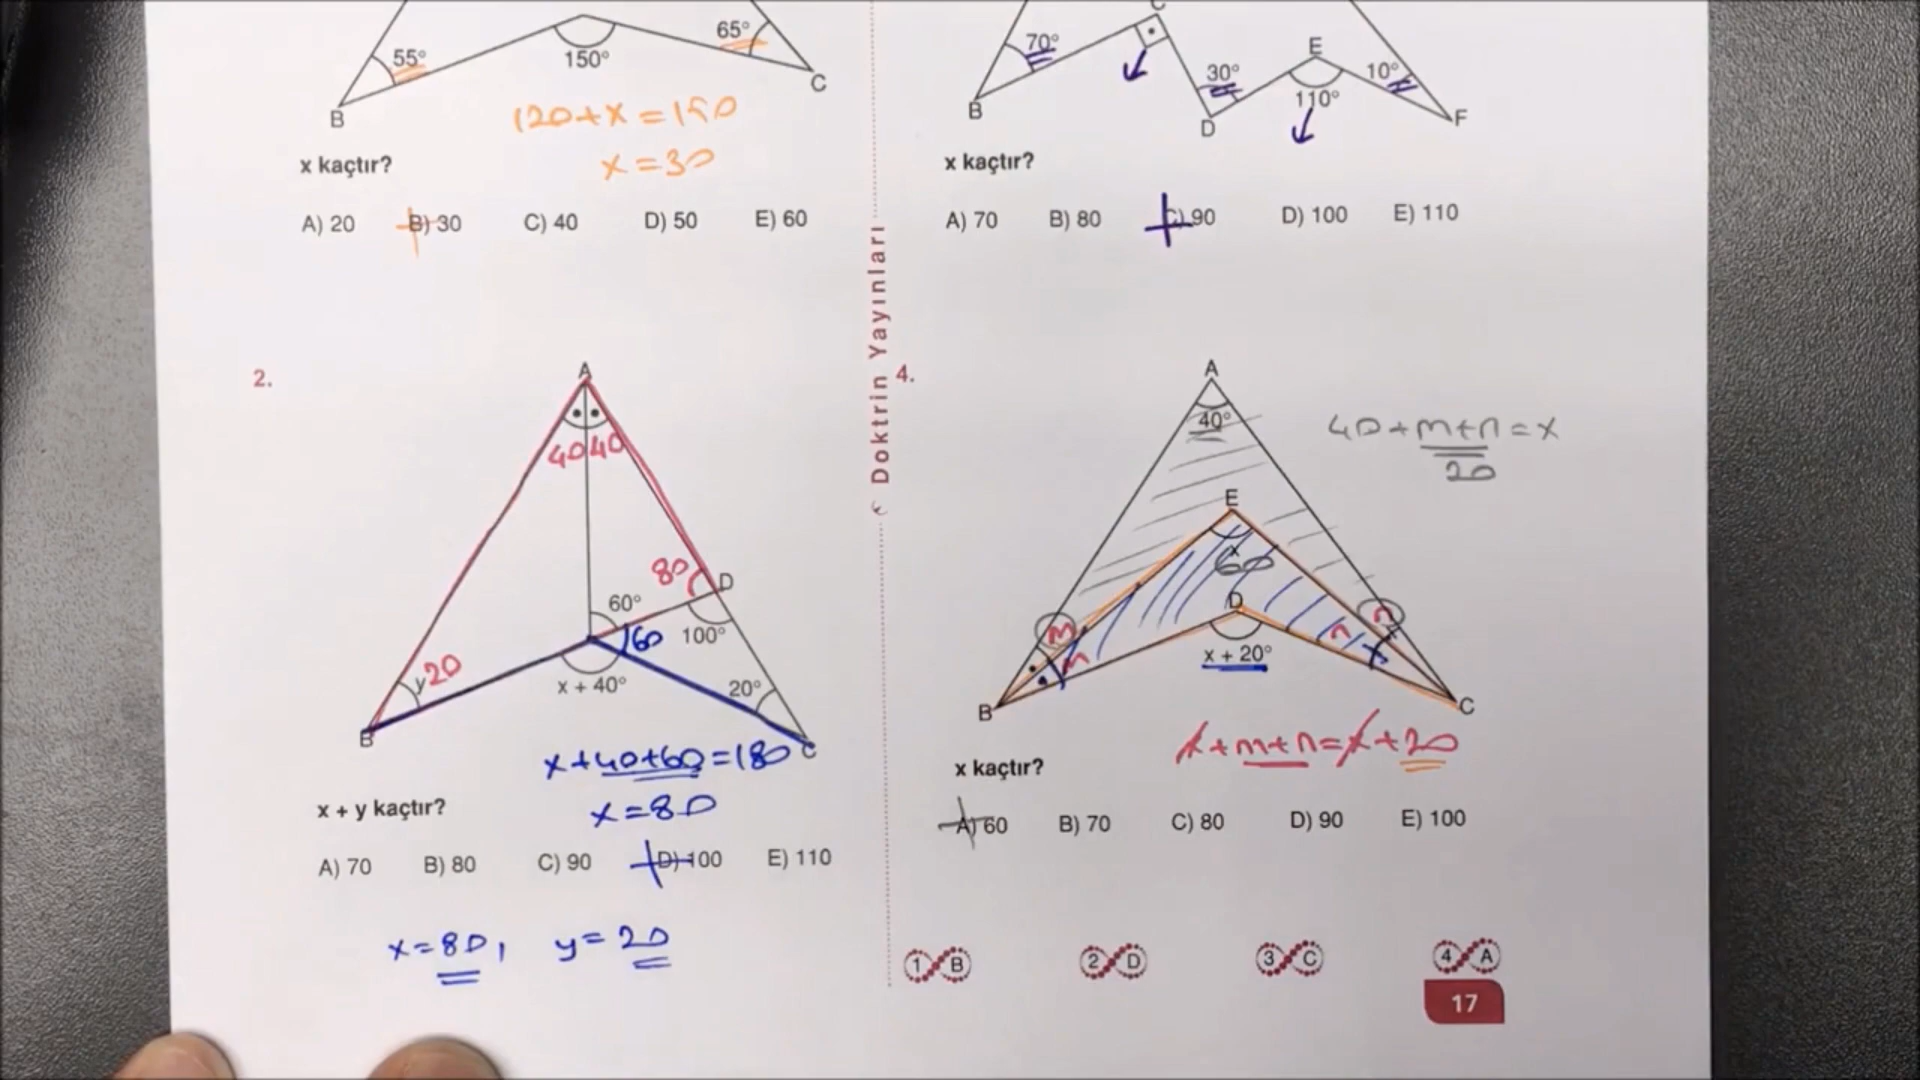 55°
65°
150°
B
C
120+x=150
x=30
x kaçtır?
A) 20 B) 30 C) 40 D) 50 E) 60
C
70°
30°
E
10°
110°
B
D
F
x kaçtır?
A) 70 B) 80 C) 90 D) 100 E) 110
Doktrin Yayınları
2.
A
40 40
80
D
60°
60
100°
y 20
x + 40°
20°
B
C
x+40+60=180
x=80
x + y kaçtır?
A) 70 B) 80 C) 90 D) 100 E) 110
x=80, y=20
4.
A
40°
40+m+n=x
20
E
x
60
D
m
m
n
n
x + 20°
B
C
x+m+n=x+20
x kaçtır?
A) 60 B) 70 C) 80 D) 90 E) 100
1 B 2 D 3 C 4 A
17